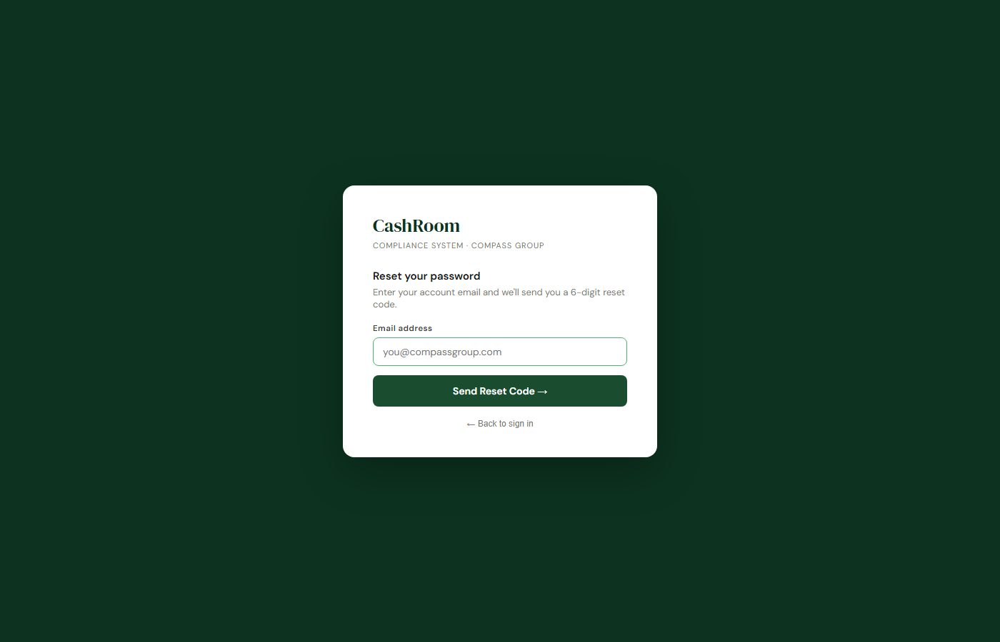 CashRoom
COMPLIANCE SYSTEM · COMPASS GROUP
Reset your password
Enter your account email and we'll send you a 6-digit reset
code.
Email address
you@compassgroup.com
Send Reset Code →
← Back to sign in